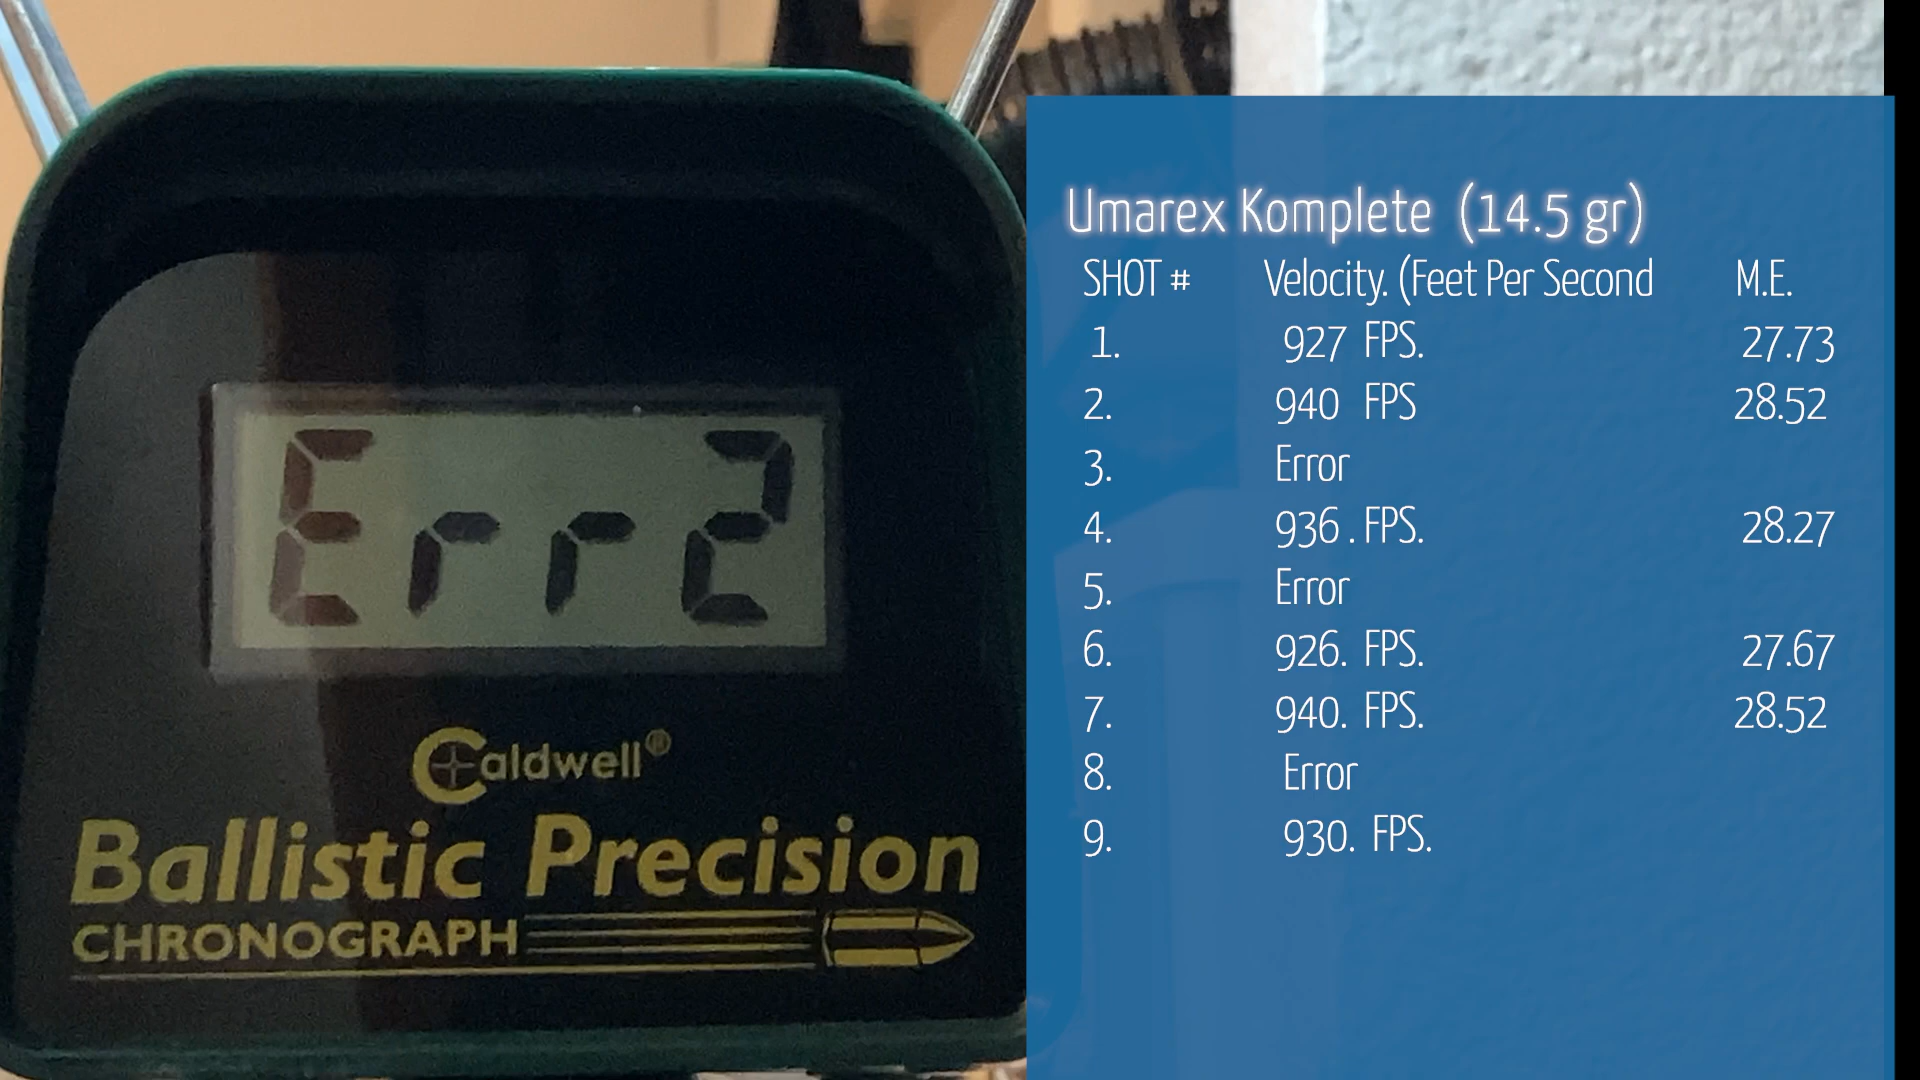 Err2
Caldwell®
Ballistic Precision
CHRONOGRAPH
Umarex Komplete (14.5 gr)
SHOT # Velocity. (Feet Per Second M.E.
1. 927 FPS. 27.73
2. 940 FPS 28.52
3. Error
4. 936 . FPS. 28.27
5. Error
6. 926. FPS. 27.67
7. 940. FPS. 28.52
8. Error
9. 930. FPS.